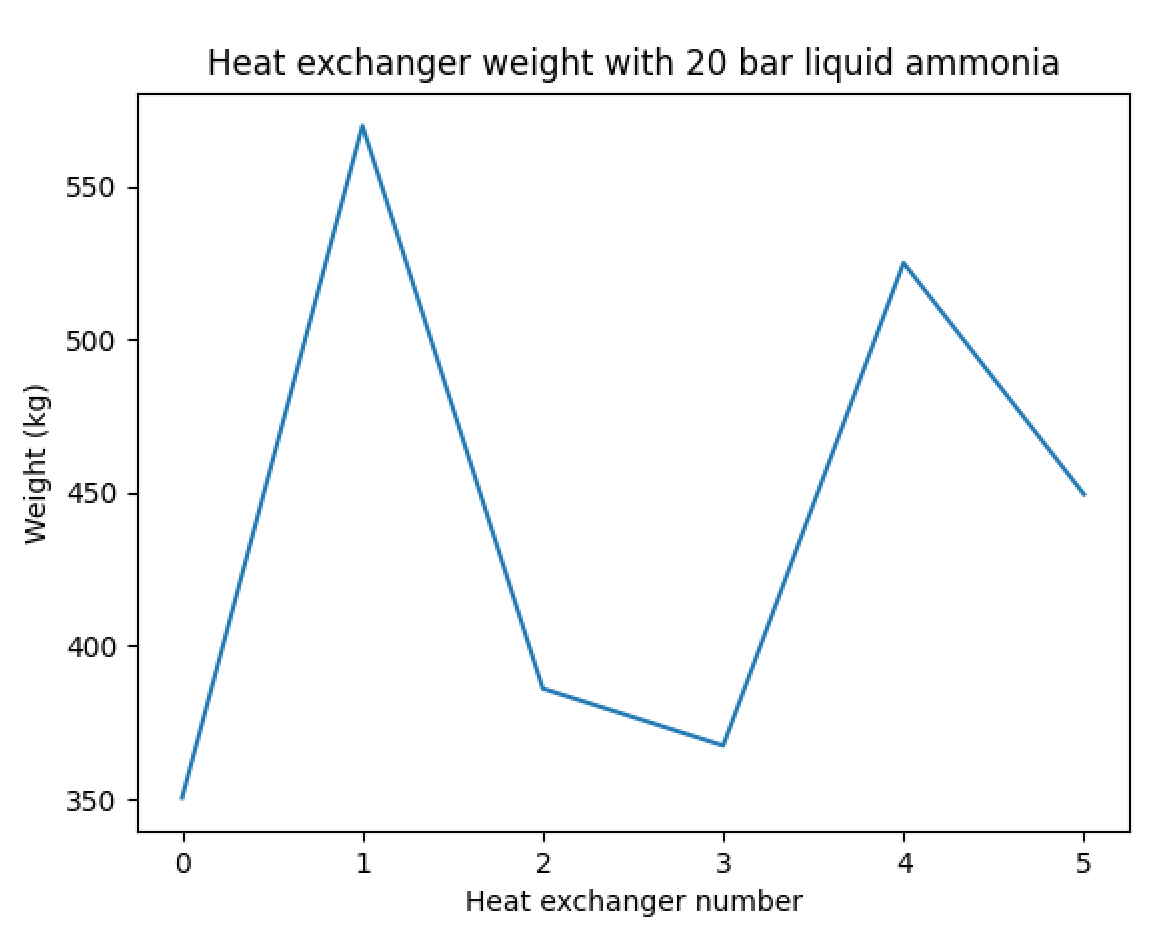 Heat exchanger weight with 20 bar liquid ammonia
550
500
450
400
350
Weight (kg)
0 1 2 3 4 5
Heat exchanger number